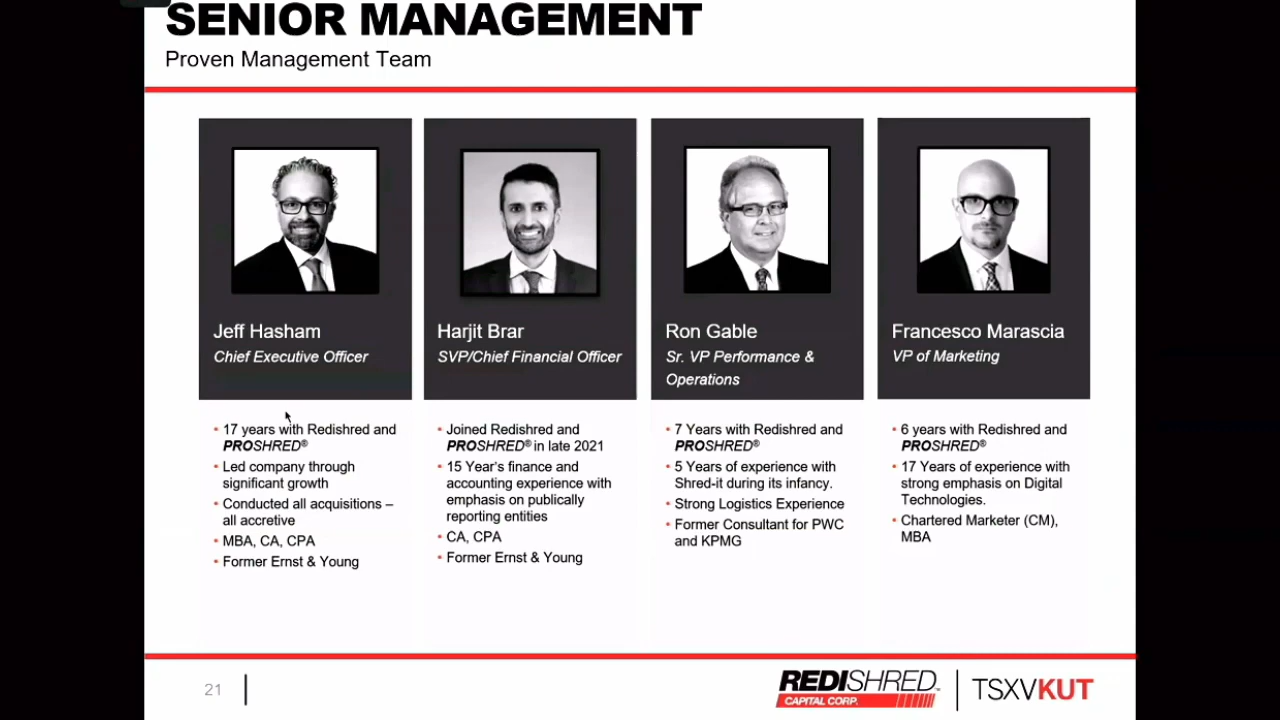 SENIOR MANAGEMENT
Proven Management Team
Jeff Hasham
Chief Executive Officer
• 17 years with Redishred and
PROSHRED®
• Led company through
significant growth
• Conducted all acquisitions –
all accretive
• MBA, CA, CPA
• Former Ernst & Young
Harjit Brar
SVP/Chief Financial Officer
• Joined Redishred and
PROSHRED® in late 2021
• 15 Year's finance and
accounting experience with
emphasis on publically
reporting entities
• CA, CPA
• Former Ernst & Young
Ron Gable
Sr. VP Performance &
Operations
• 7 Years with Redishred and
PROSHRED®
• 5 Years of experience with
Shred-it during its infancy.
• Strong Logistics Experience
• Former Consultant for PWC
and KPMG
Francesco Marascia
VP of Marketing
• 6 years with Redishred and
PROSHRED®
• 17 Years of experience with
strong emphasis on Digital
Technologies.
• Chartered Marketer (CM),
MBA
21
REDISHRED™
CAPITAL CORP.
TSXVKUT